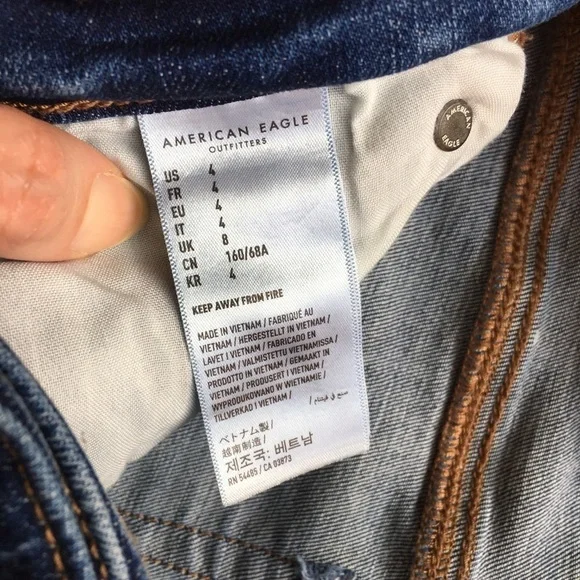 AMERICAN EAGLE
OUTFITTERS
US 4
FR 4
EU 4
IT 4
UK 8
CN 160/68A
KR 4
KEEP AWAY FROM FIRE
MADE IN VIETNAM / FABRIQUÉ AU
VIETNAM / HERGESTELLT IN VIETNAM /
LAVET I VIETNAM / FABRICADO EN
VIETNAM / VALMISTETTU VIETNAMISSA /
PRODOTTO IN VIETNAM / GEMAAKT IN
VIETNAM / PRODUSERT I VIETNAM /
WYPRODUKOWANO W WIETNAMIE /
TILLVERKAD I VIETNAM / صنع في فيتنام /
ベトナム製 /
越南制造 /
제조국: 베트남
RN 54485 / CA 03873
AMERICAN
EAGLE